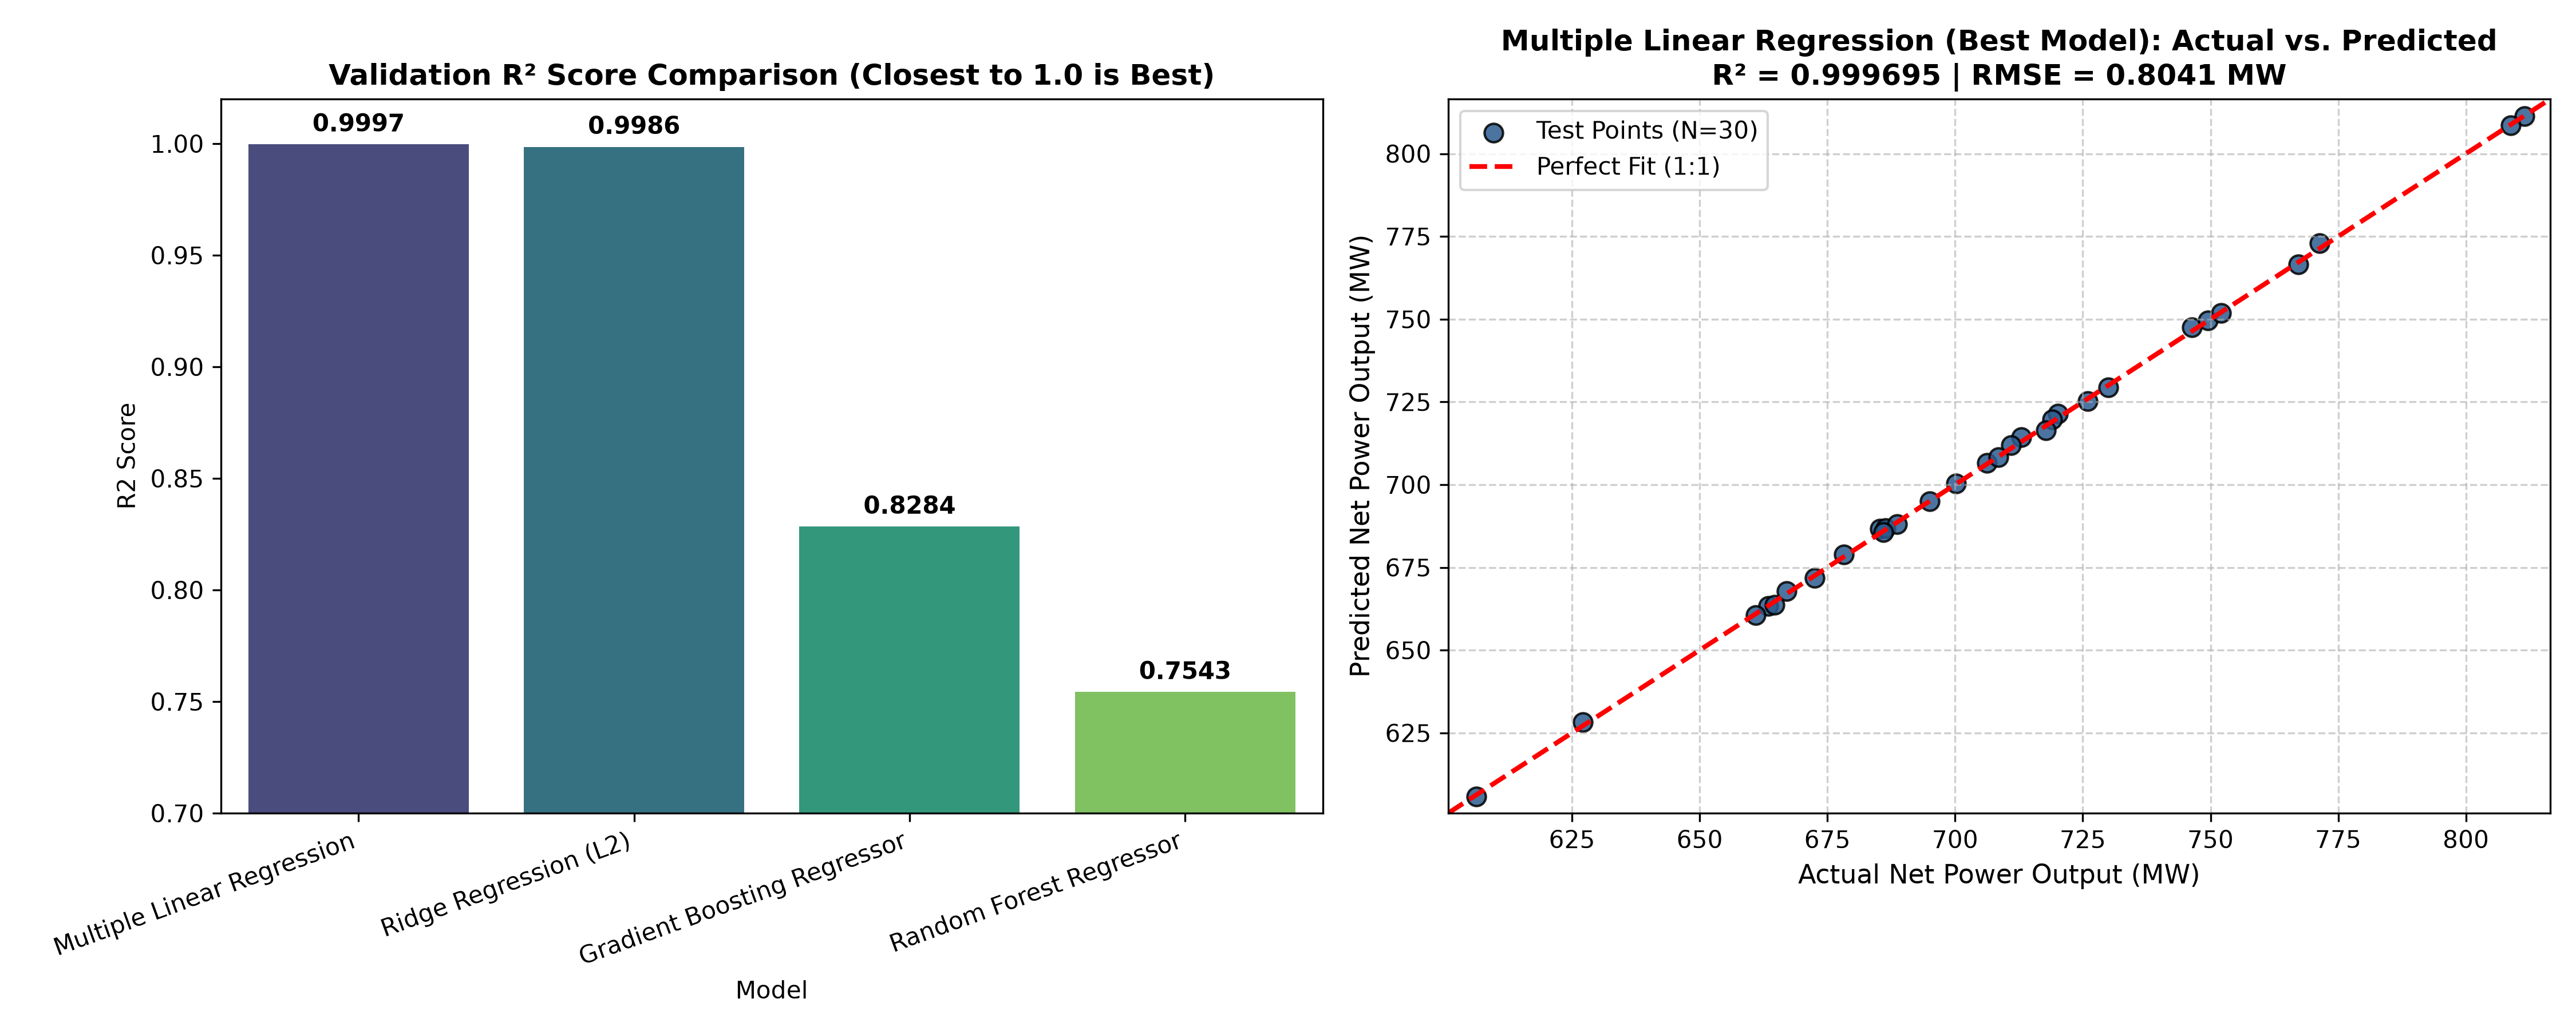 Validation R² Score Comparison (Closest to 1.0 is Best)
R2 Score
1.00
0.95
0.90
0.85
0.80
0.75
0.70
0.9997
0.9986
0.8284
0.7543
Multiple Linear Regression
Ridge Regression (L2)
Gradient Boosting Regressor
Random Forest Regressor
Model
Multiple Linear Regression (Best Model): Actual vs. Predicted
R² = 0.999695 | RMSE = 0.8041 MW
Test Points (N=30)
Perfect Fit (1:1)
Predicted Net Power Output (MW)
800
775
750
725
700
675
650
625
625 650 675 700 725 750 775 800
Actual Net Power Output (MW)